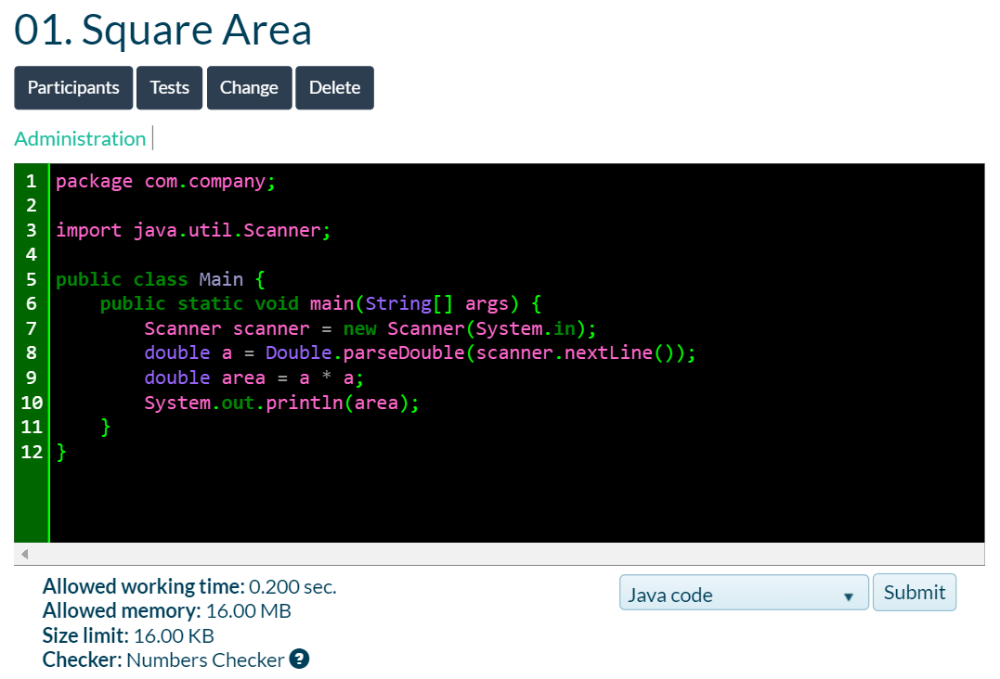 01. Square Area
Participants Tests Change Delete
Administration
1 package com.company;
2
3 import java.util.Scanner;
4
5 public class Main {
6 public static void main(String[] args) {
7 Scanner scanner = new Scanner(System.in);
8 double a = Double.parseDouble(scanner.nextLine());
9 double area = a * a;
10 System.out.println(area);
11 }
12 }
Allowed working time: 0.200 sec.
Allowed memory: 16.00 MB
Size limit: 16.00 KB
Checker: Numbers Checker ?
Java code Submit